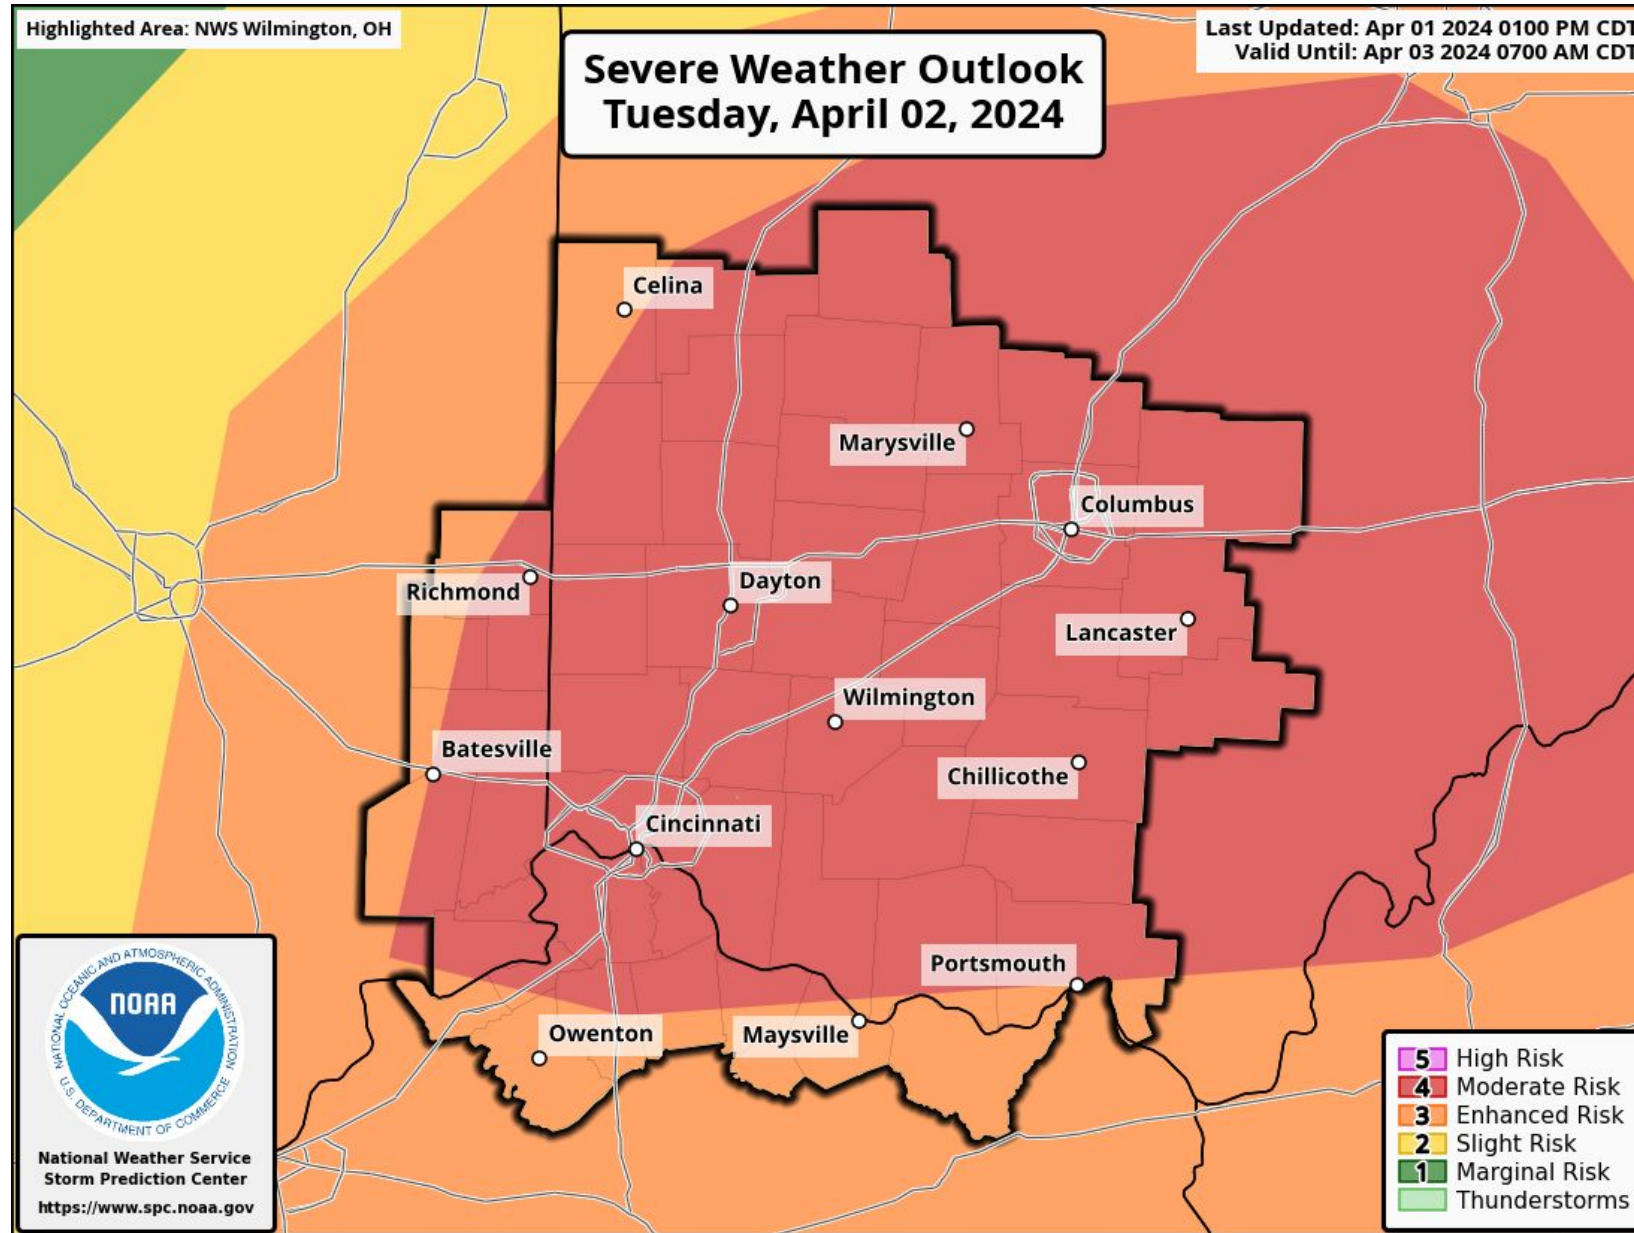 Highlighted Area: NWS Wilmington, OH
Last Updated: Apr 01 2024 0100 PM CDT
Valid Until: Apr 03 2024 0700 AM CDT
Severe Weather Outlook
Tuesday, April 02, 2024
Celina
Marysville
Columbus
Richmond
Dayton
Lancaster
Wilmington
Batesville
Chillicothe
Cincinnati
Portsmouth
Owenton
Maysville
NATIONAL OCEANIC AND ATMOSPHERIC ADMINISTRATION
NOAA
U.S. DEPARTMENT OF COMMERCE
National Weather Service
Storm Prediction Center
https://www.spc.noaa.gov
5 High Risk
4 Moderate Risk
3 Enhanced Risk
2 Slight Risk
1 Marginal Risk
Thunderstorms